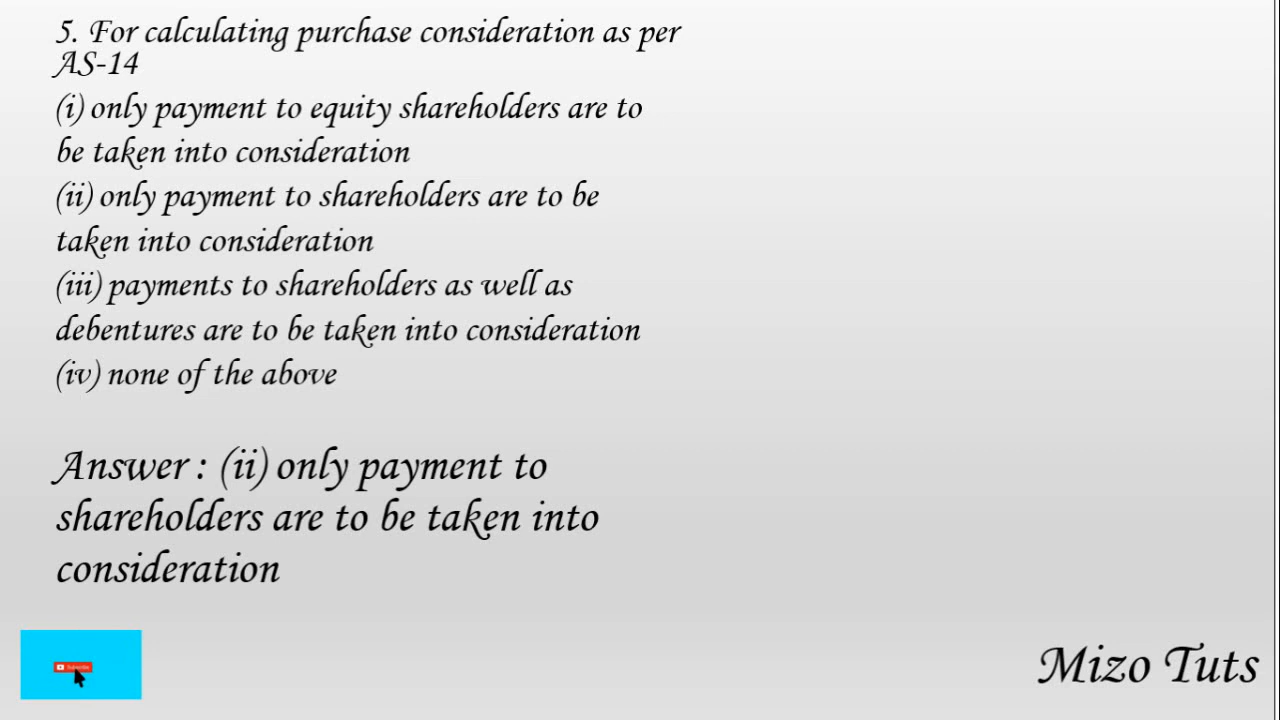 5. For calculating purchase consideration as per
AS-14
(i) only payment to equity shareholders are to
be taken into consideration
(ii) only payment to shareholders are to be
taken into consideration
(iii) payments to shareholders as well as
debentures are to be taken into consideration
(iv) none of the above
Answer : (ii) only payment to
shareholders are to be taken into
consideration
Subscribe
Mizo Tuts